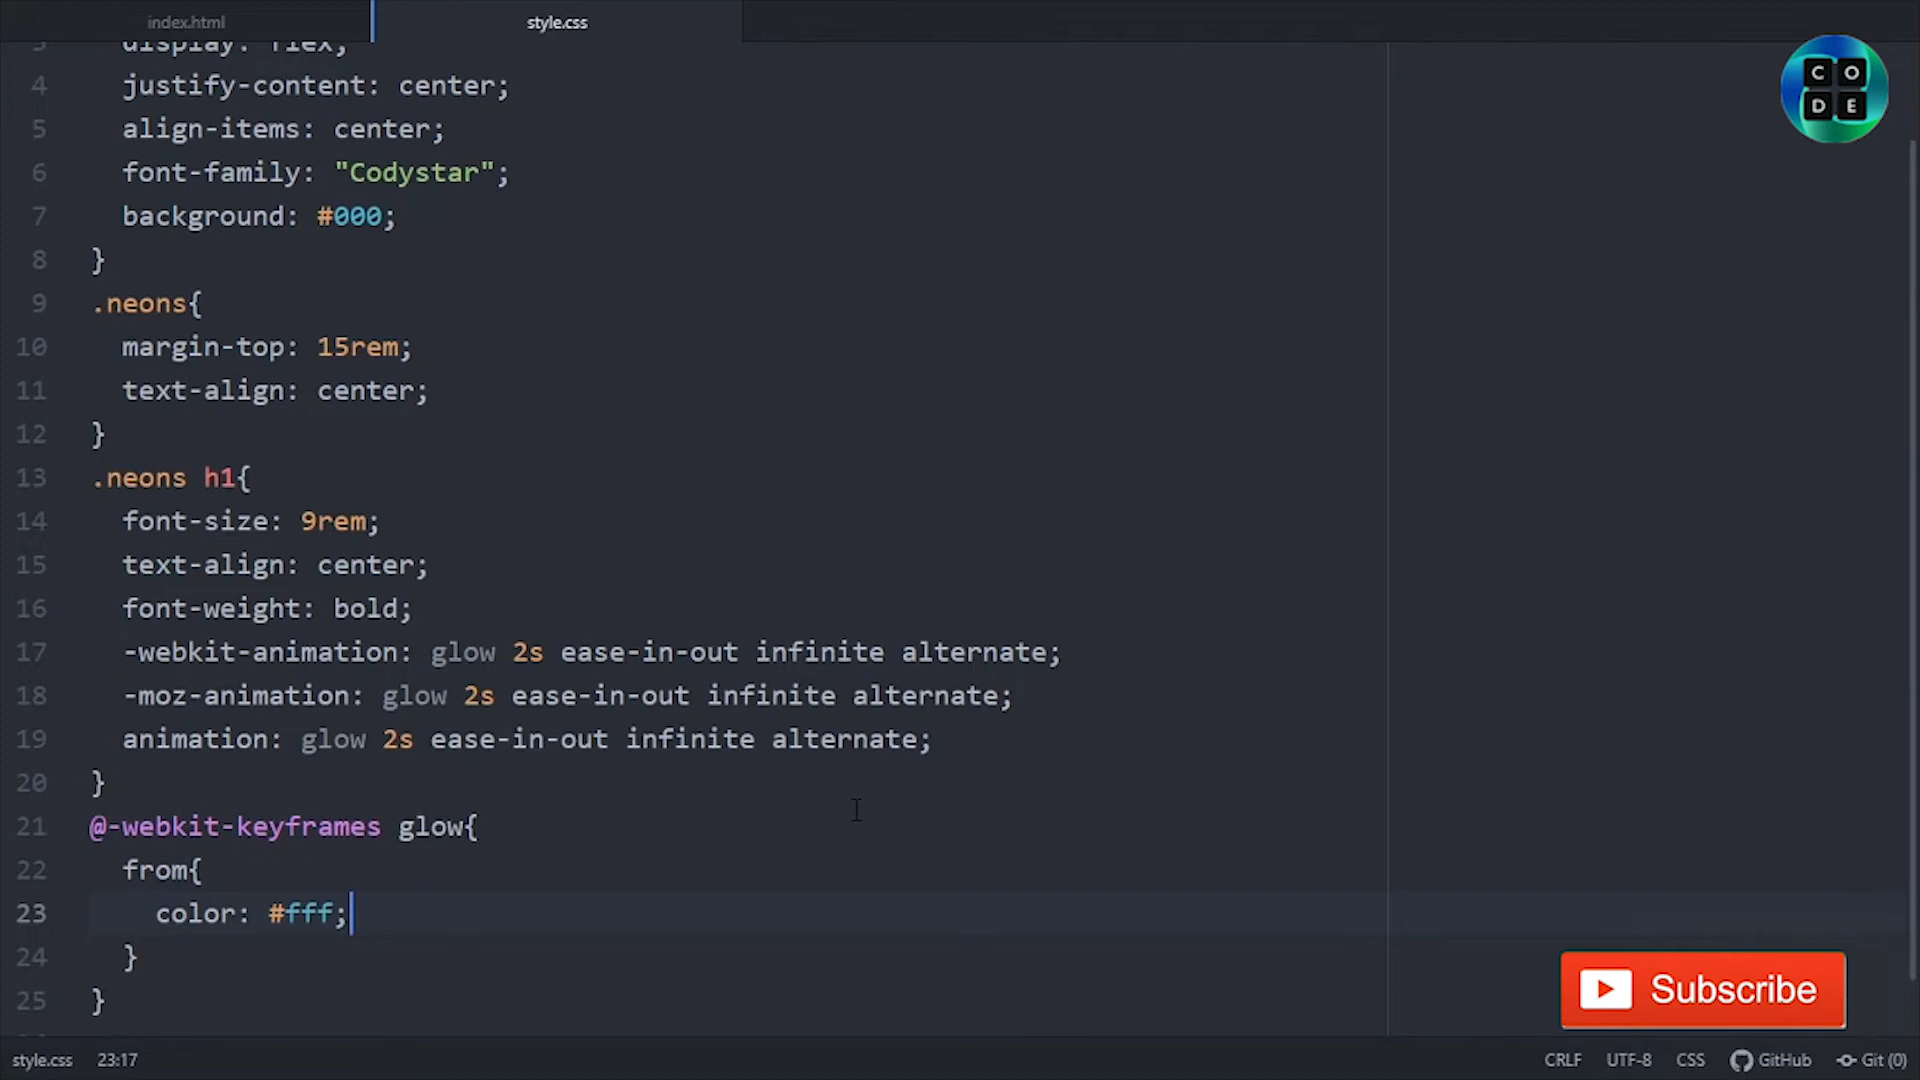 index.html
style.css
3 display: flex;
4 justify-content: center;
5 align-items: center;
6 font-family: "Codystar";
7 background: #000;
8 }
9 .neons{
10 margin-top: 15rem;
11 text-align: center;
12 }
13 .neons h1{
14 font-size: 9rem;
15 text-align: center;
16 font-weight: bold;
17 -webkit-animation: glow 2s ease-in-out infinite alternate;
18 -moz-animation: glow 2s ease-in-out infinite alternate;
19 animation: glow 2s ease-in-out infinite alternate;
20 }
21 @-webkit-keyframes glow{
22 from{
23 color: #fff;
24 }
25 }
C O
D E
Subscribe
style.css 23:17
CRLF UTF-8 CSS GitHub Git (0)